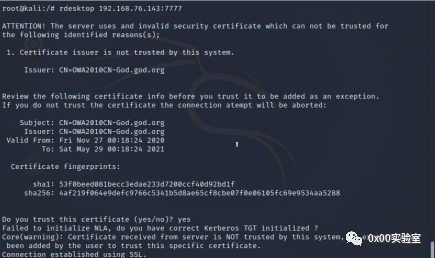 root@kali:/# rdesktop 192.168.76.143:7777
ATTENTION! The server uses and invalid security certificate which can not be trusted for
the following identified reasons(s);
1. Certificate issuer is not trusted by this system.
Issuer: CN=OWA2010CN-God.god.org
Review the following certificate info before you trust it to be added as an exception.
If you do not trust the certificate the connection atempt will be aborted:
Subject: CN=OWA2010CN-God.god.org
Issuer: CN=OWA2010CN-God.god.org
Valid From: Fri Nov 27 00:18:24 2020
To: Sat May 29 00:18:24 2021
Certificate fingerprints:
sha1: 53f0beed081becc3edae233d7200ccf40d92bd1f
sha256: 4af219f064e9defc9766c5341b5d8ae65cf8cbe07f0e06105fc69e9534aa5288
Do you trust this certificate (yes/no)? yes
Failed to initialize NLA, do you have correct Kerberos TGT initialized ?
Core(warning): Certificate received from server is NOT trusted by this system,
been added by the user to trust this specific certificate.
Connection established using SSL.
0x00实验室